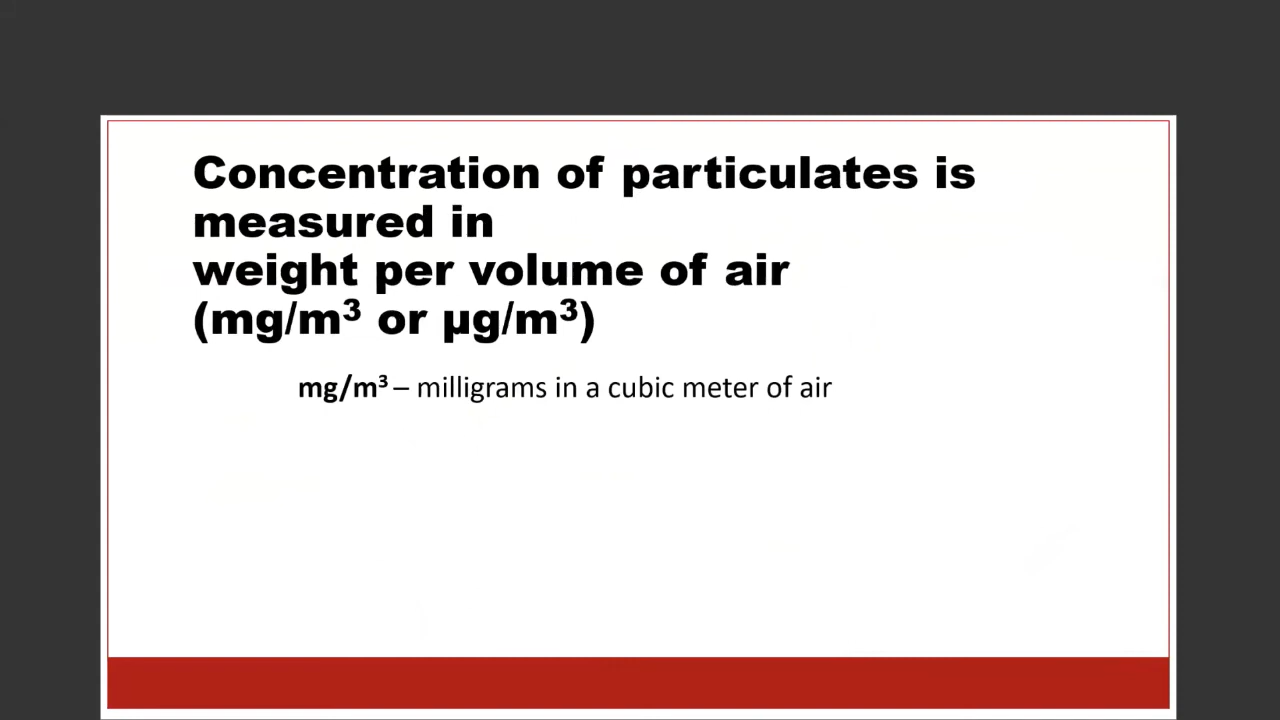 Concentration of particulates is
measured in
weight per volume of air
(mg/m³ or µg/m³)
mg/m³ – milligrams in a cubic meter of air